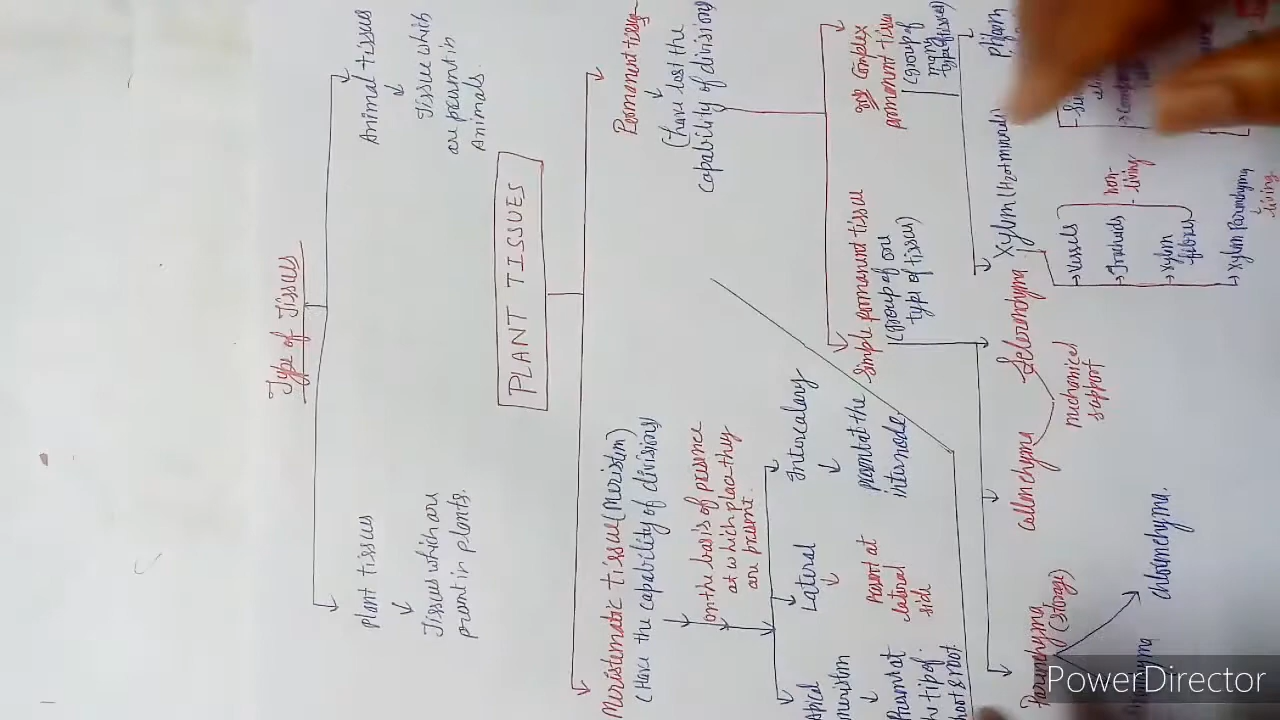 Type of Tissues
Plant tissue
Tissues which are
present in plants.
Animal tissues
Tissue which
are present in
Animals.
PLANT TISSUES
Meristematic tissue (Meristem)
(Have the capability of dividing)
on the basis of presence
at which place they
are present.
Apical
meristem
Present at
tip of
shoot & root.
Lateral
Present at
lateral
side
Intercalary
present at the
internode
Permanent tissue
(have lost the
capability of dividing
Simple permanent tissue
(group of one
type of tissue)
Complex
permanent tissue
(group of
many
type of tissue)
Parenchyma
(storage)
Chlorenchyma.
Collenchyma
Sclerenchyma
mechanical
support
Xylem (H2O + minerals)
→ Vessels
→ Tracheids
→ Xylem
fibres
non-
living
→ Xylem Parenchyma
living.
Phloem
PowerDirector